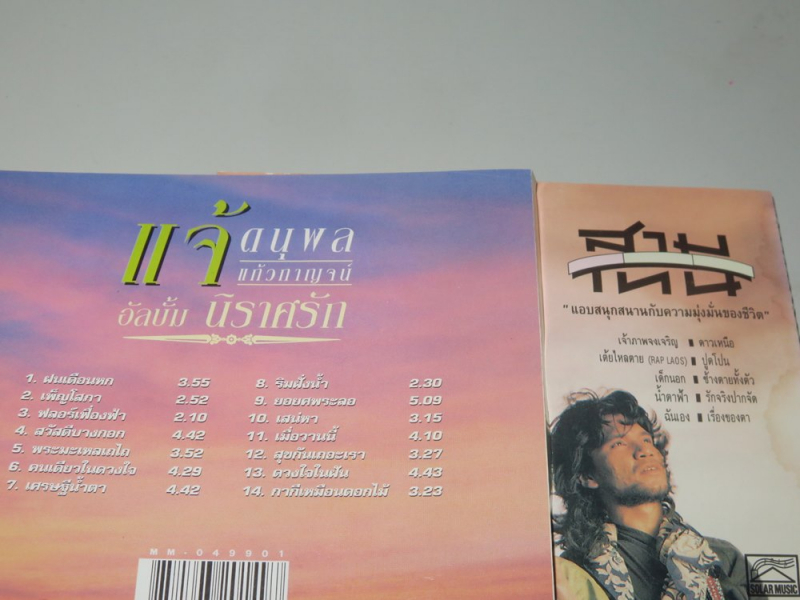 แจ้ ดนุพล
แก้วกาญจน์
อัลบั้ม นิราศรัก
1. ฝนเดือนหก 3.55
2. เพ็ญโสภา 2.52
3. ฟลอร์เฟื่องฟ้า 2.10
4. สวัสดีบางกอก 4.42
5. พระมะเหลเถไถ 3.52
6. คนเดียวในดวงใจ 4.29
7. เศรษฐีน้ำตา 4.42
8. ริมฝั่งน้ำ 2.30
9. ยอยศพระลอ 5.09
10. เสน่หา 3.15
11. เมื่อวานนี้ 4.10
12. สุขกันเถอะเรา 3.27
13. ดวงใจในฝัน 4.43
14. กากีเหมือนดอกไม้ 3.23
MM-049901
สามโทน
"แอบสนุกสนานกับความมุ่งมั่นของชีวิต"
เจ้าภาพจงเจริญ ■ ดาวเหนือ
เดี้ยไหลตาย (RAP LAOS) ■ ปูดโปน
เด็กนอก ■ ช้างตายทั้งตัว
น้ำตาฟ้า ■ รักจริงปากจัด
ฉันเอง ■ เรื่องของตา
SOLAR MUSIC